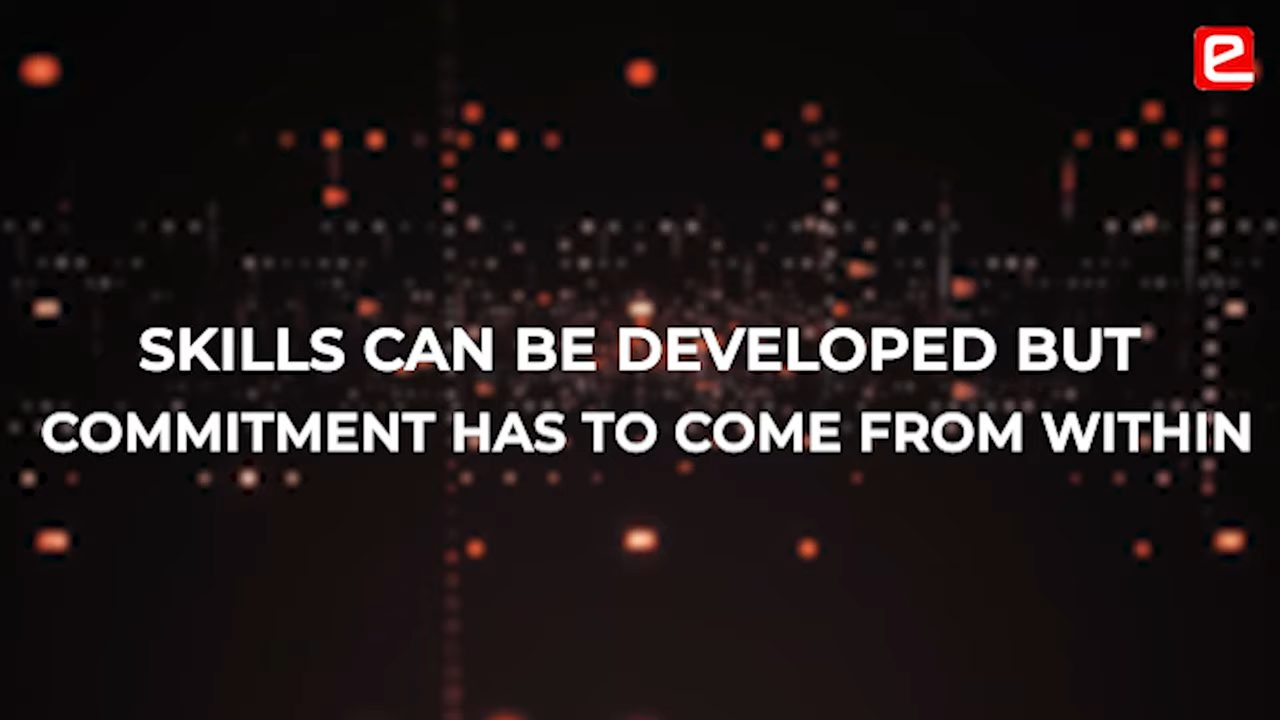 e
SKILLS CAN BE DEVELOPED BUT
COMMITMENT HAS TO COME FROM WITHIN